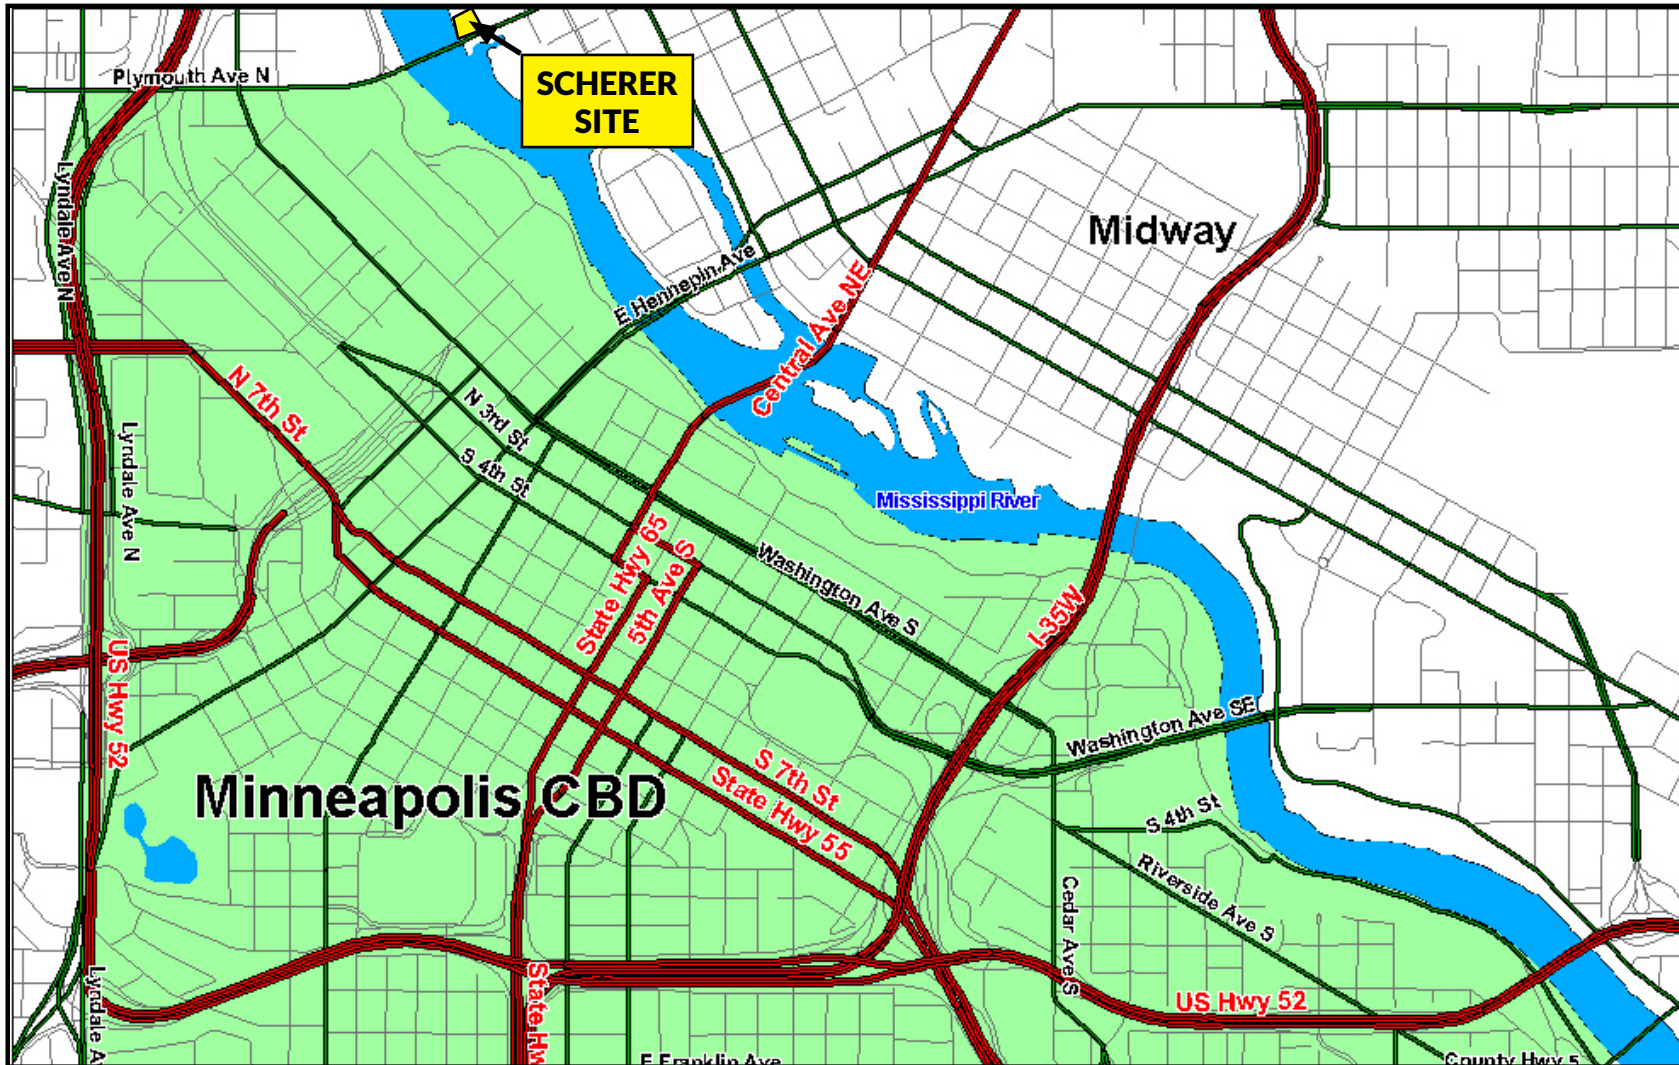 SCHERER
SITE
Plymouth Ave N
Lyndale Ave N
Midway
E Hennepin Ave
Central Ave NE
N 7th St
N 3rd St
S 4th St
Lyndale Ave N
Mississippi River
State Hwy 65
5th Ave S
Washington Ave S
I-35W
US Hwy 52
Washington Ave SE
Minneapolis CBD
S 7th St
State Hwy 55
S 4th St
Riverside Ave S
Cedar Ave S
US Hwy 52
Lyndale A
State Hw
E Franklin Ave
County Hwy 5